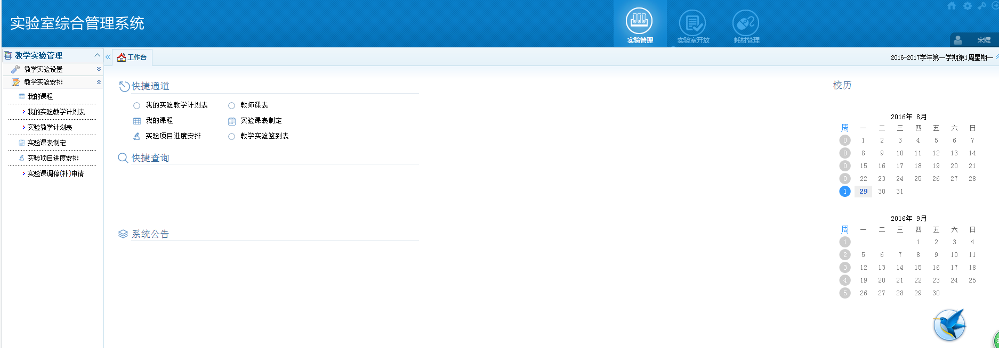 实验室综合管理系统
实验管理
实验室开放
耗材管理
宋婕
教学实验管理
教学实验设置
教学实验安排
我的课程
我的实验教学计划表
实验教学计划表
实验课表制定
实验项目进度安排
实验课调停(补)申请
工作台
2016-2017学年第一学期第1周星期一
快捷通道
我的实验教学计划表 教师课表
我的课程 实验课表制定
实验项目进度安排 教学实验签到表
快捷查询
系统公告
校历
2016年 8月
周 一 二 三 四 五 六 日
0 1 2 3 4 5 6 7
0 8 9 10 11 12 13 14
0 15 16 17 18 19 20 21
0 22 23 24 25 26 27 28
1 29 30 31
2016年 9月
周 一 二 三 四 五 六 日
1 1 2 3 4
2 5 6 7 8 9 10 11
3 12 13 14 15 16 17 18
4 19 20 21 22 23 24 25
5 26 27 28 29 30